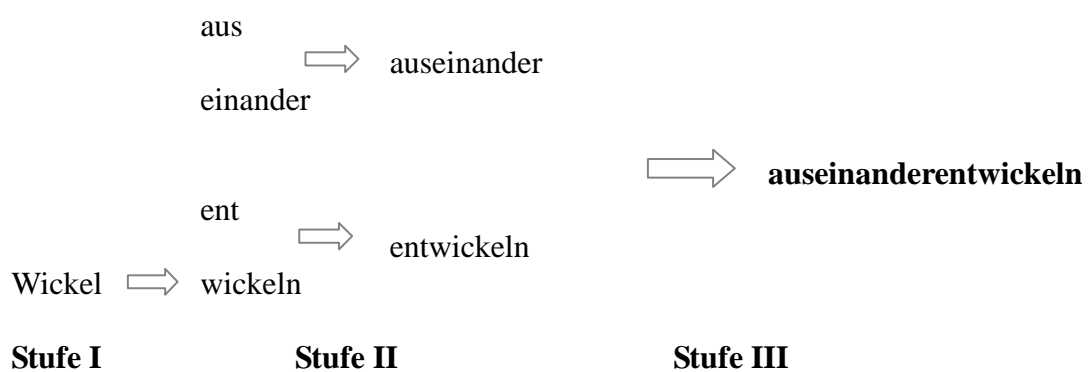 aus
auseinander
einander
auseinanderentwickeln
ent
entwickeln
Wickel wickeln
Stufe I Stufe II Stufe III